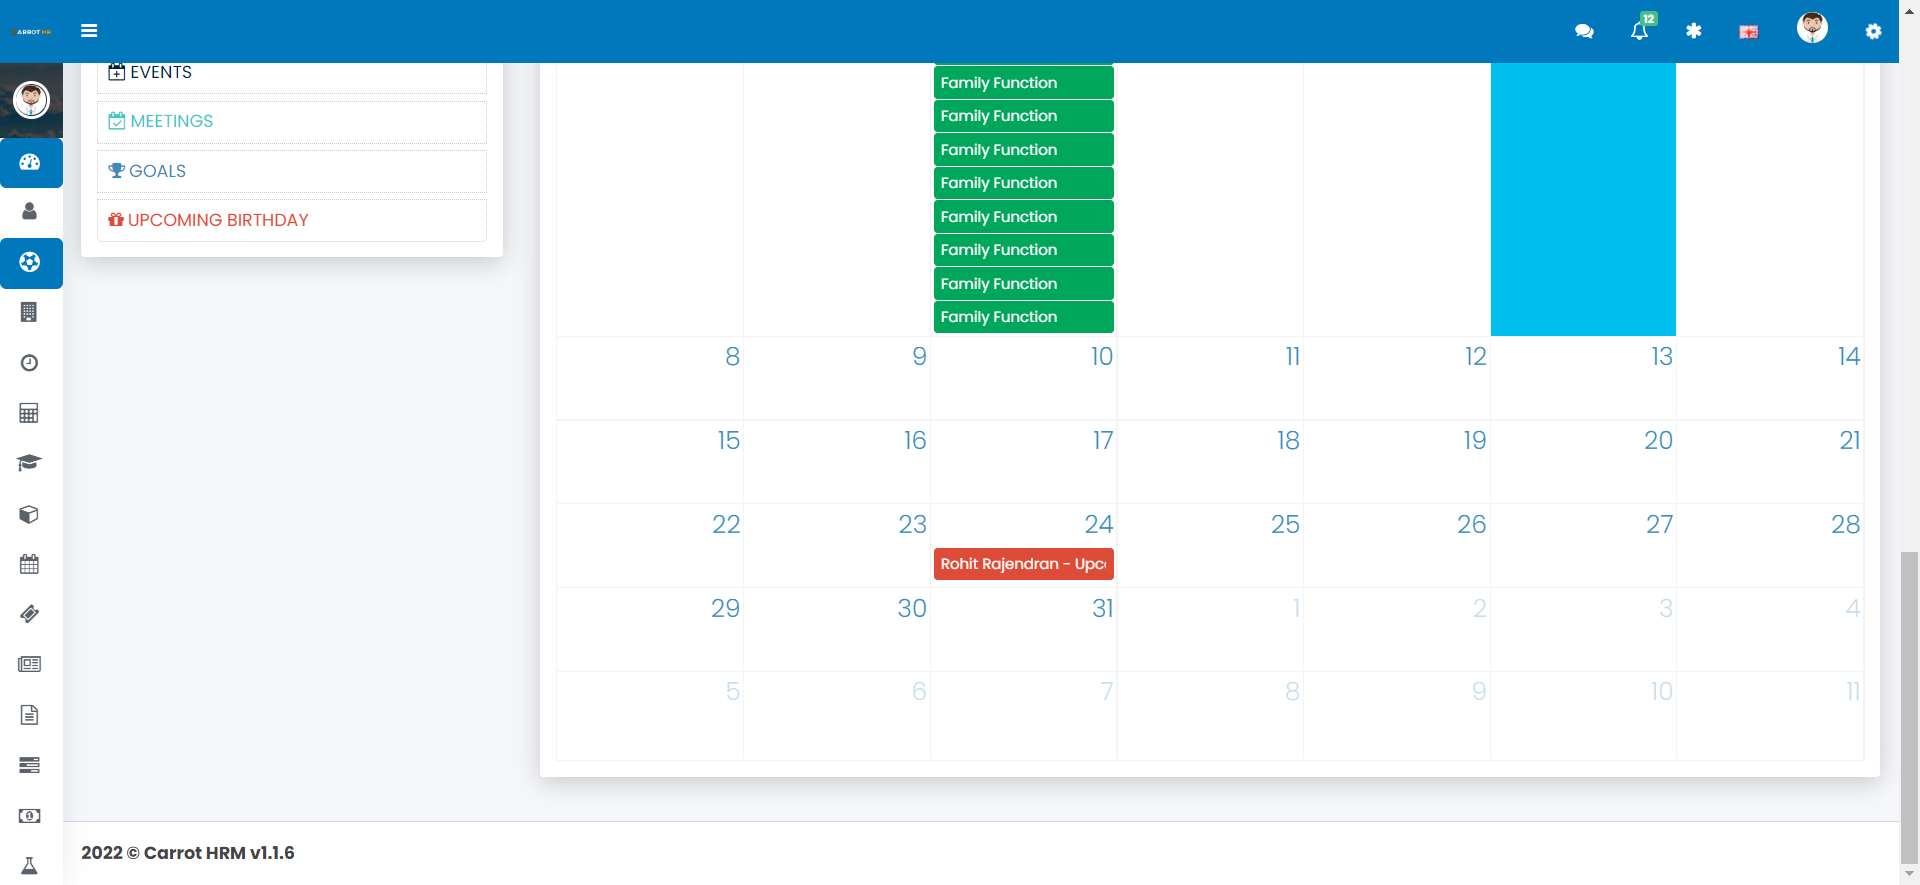 ARROT HR
12
EVENTS
MEETINGS
GOALS
UPCOMING BIRTHDAY
Family Function
Family Function
Family Function
Family Function
Family Function
Family Function
Family Function
Family Function
8 9 10 11 12 13 14
15 16 17 18 19 20 21
22 23 24 25 26 27 28
Rohit Rajendran - Upc
29 30 31 1 2 3 4
5 6 7 8 9 10 11
2022 © Carrot HRM v1.1.6